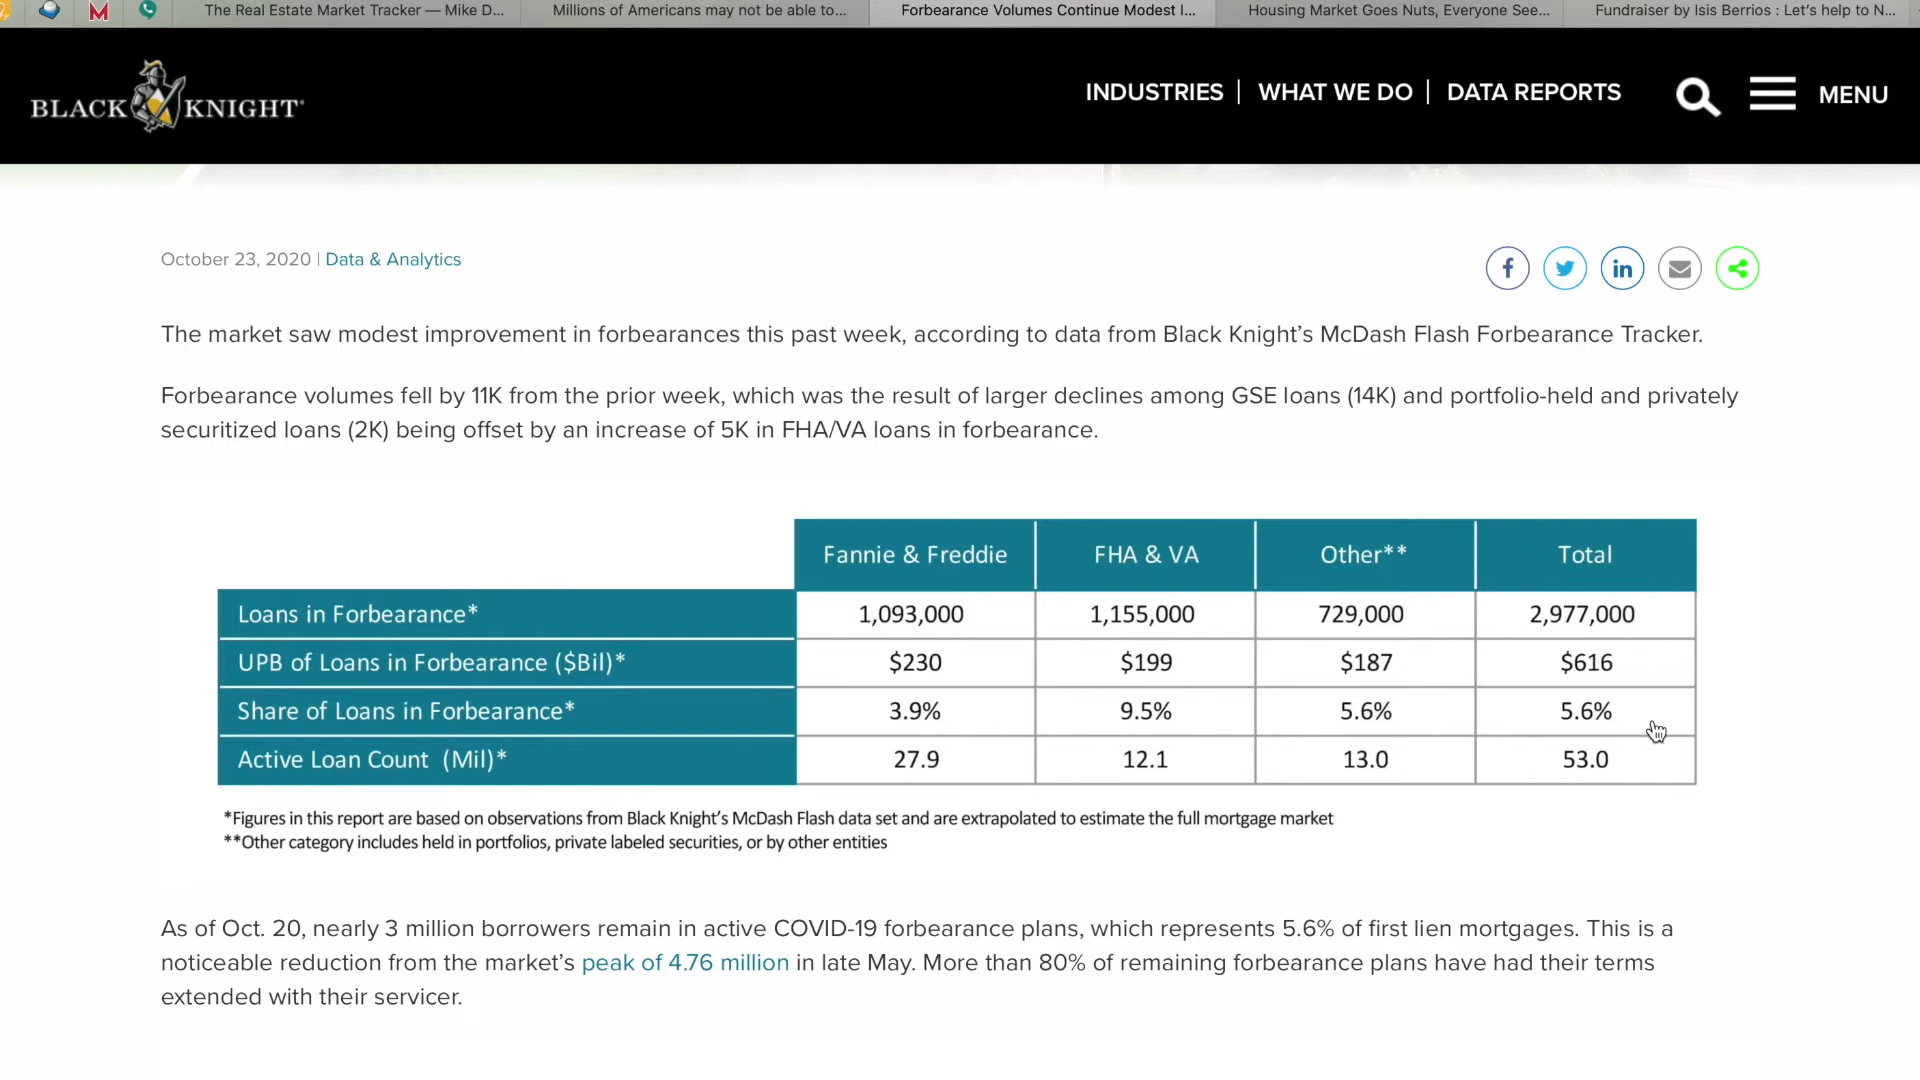 The Real Estate Market Tracker — Mike D...
Millions of Americans may not be able to...
Forbearance Volumes Continue Modest I...
Housing Market Goes Nuts, Everyone See...
Fundraiser by Isis Berrios : Let's help to N...
BLACK KNIGHT
INDUSTRIES | WHAT WE DO | DATA REPORTS
MENU
October 23, 2020 | Data & Analytics
The market saw modest improvement in forbearances this past week, according to data from Black Knight's McDash Flash Forbearance Tracker.
Forbearance volumes fell by 11K from the prior week, which was the result of larger declines among GSE loans (14K) and portfolio-held and privately
securitized loans (2K) being offset by an increase of 5K in FHA/VA loans in forbearance.
Fannie & Freddie FHA & VA Other** Total
Loans in Forbearance* 1,093,000 1,155,000 729,000 2,977,000
UPB of Loans in Forbearance ($Bil)* $230 $199 $187 $616
Share of Loans in Forbearance* 3.9% 9.5% 5.6% 5.6%
Active Loan Count (Mil)* 27.9 12.1 13.0 53.0
*Figures in this report are based on observations from Black Knight's McDash Flash data set and are extrapolated to estimate the full mortgage market
**Other category includes held in portfolios, private labeled securities, or by other entities
As of Oct. 20, nearly 3 million borrowers remain in active COVID-19 forbearance plans, which represents 5.6% of first lien mortgages. This is a
noticeable reduction from the market's peak of 4.76 million in late May. More than 80% of remaining forbearance plans have had their terms
extended with their servicer.